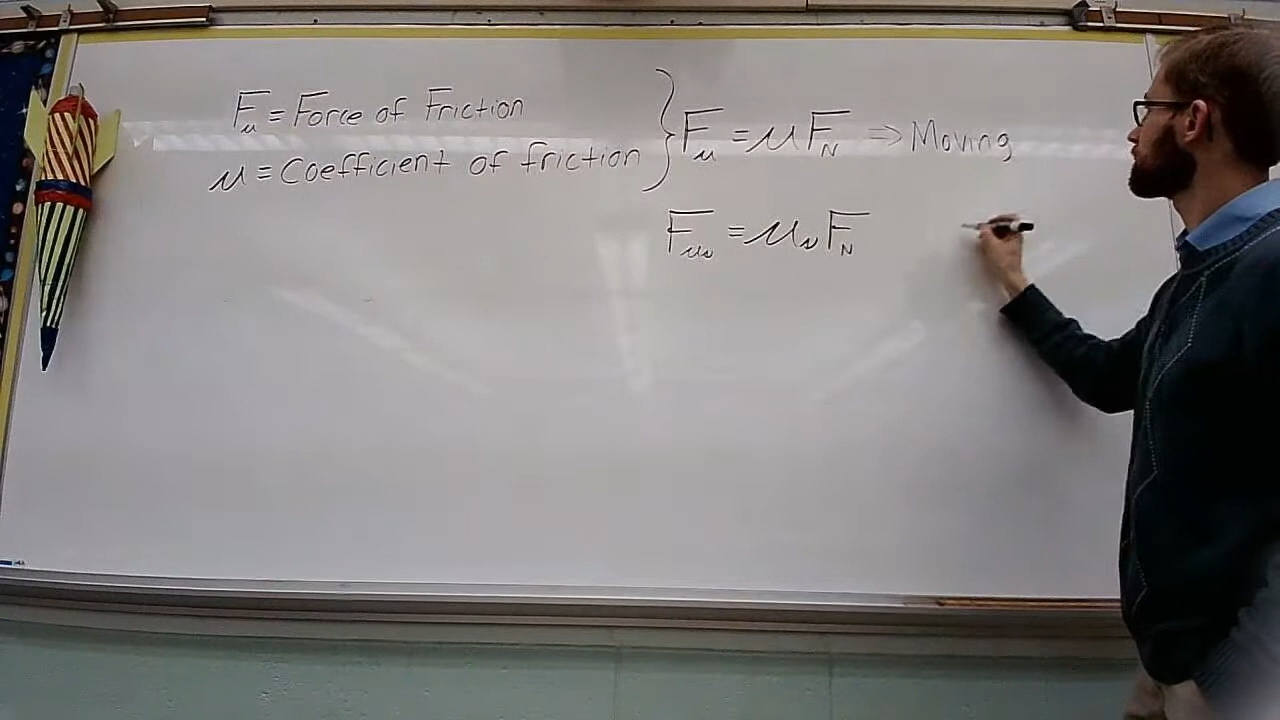 Fμ = Force of Friction
μ = Coefficient of friction } Fμ = μFN ⇒ Moving
Fμs = μsFN